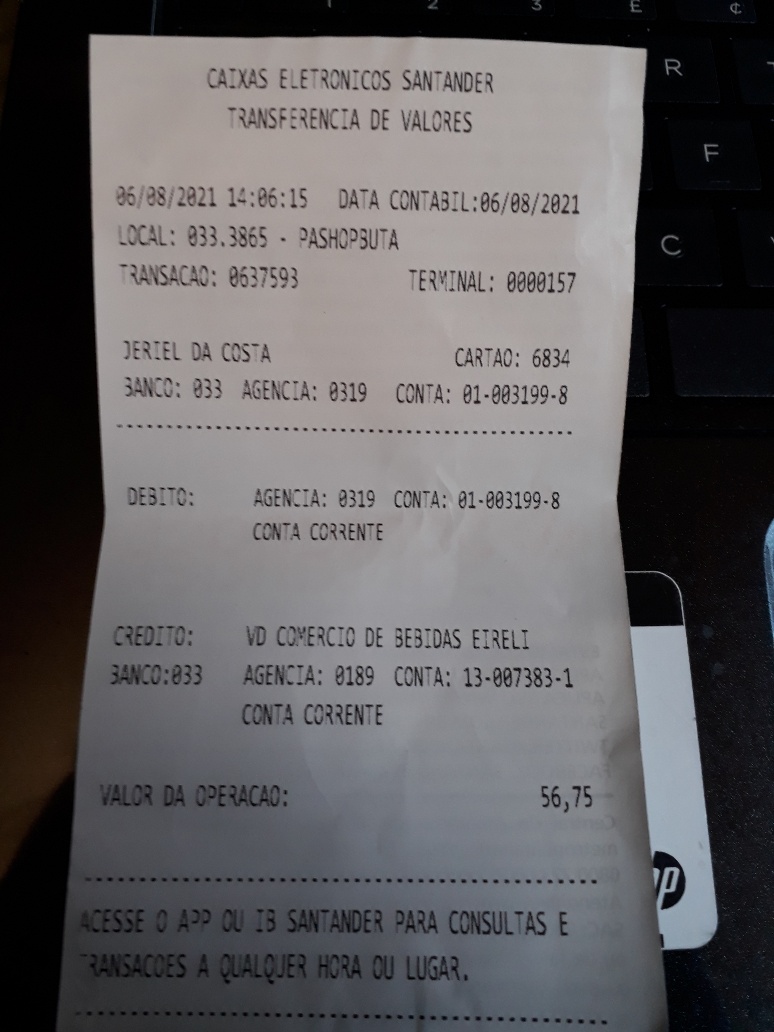 CAIXAS ELETRONICOS SANTANDER
TRANSFERENCIA DE VALORES
06/08/2021 14:06:15 DATA CONTABIL:06/08/2021
LOCAL: 033.3865 - PASHOPBUTA
TRANSACAO: 0637593 TERMINAL: 0000157
JERIEL DA COSTA CARTAO: 6834
BANCO: 033 AGENCIA: 0319 CONTA: 01-003199-8
DEBITO: AGENCIA: 0319 CONTA: 01-003199-8
CONTA CORRENTE
CREDITO: VD COMERCIO DE BEBIDAS EIRELI
BANCO:033 AGENCIA: 0189 CONTA: 13-007383-1
CONTA CORRENTE
VALOR DA OPERACAO: 56,75
ACESSE O APP OU IB SANTANDER PARA CONSULTAS E
TRANSACOES A QUALQUER HORA OU LUGAR.
1 2 3 £ ¢
R
F
C
hp